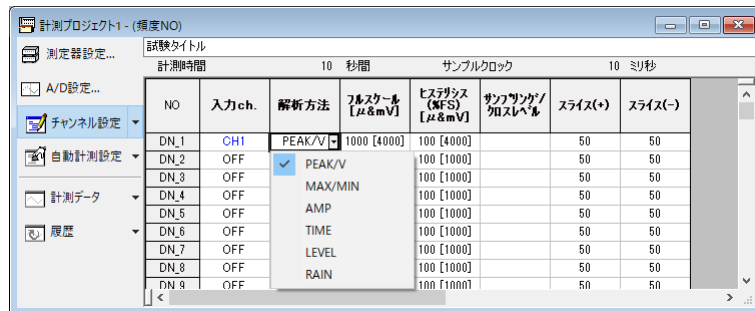 計測プロジェクト1 - (頻度NO)
測定器設定...
A/D設定...
チャンネル設定
自動計測設定
計測データ
履歴
試験タイトル
計測時間 10 秒間 サンプルクロック 10 ミリ秒
NO 入力ch. 解析方法 フルスケール [μ&mV] ヒステリシス (%FS) [μ&mV] サンプリング/クロスレベル スライス(+) スライス(-)
DN_1 CH1 PEAK/V 1000 [4000] 100 [4000] 50 50
DN_2 OFF 100 [1000] 50 50
DN_3 OFF 100 [1000] 50 50
DN_4 OFF 100 [1000] 50 50
DN_5 OFF 100 [1000] 50 50
DN_6 OFF 100 [1000] 50 50
DN_7 OFF 100 [1000] 50 50
DN_8 OFF 100 [1000] 50 50
DN_9 OFF 100 [1000] 50 50
PEAK/V
MAX/MIN
AMP
TIME
LEVEL
RAIN